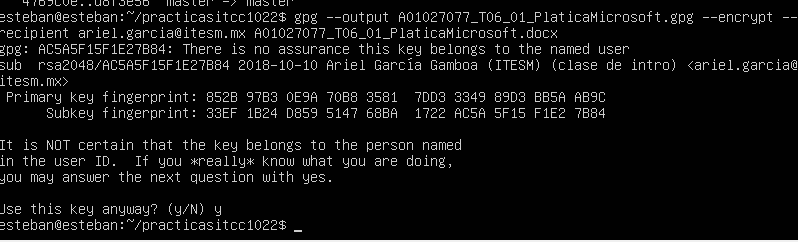 4769c0e..d8f3e56  master -> master
esteban@esteban:~/practicasitcc1022$ gpg --output A01027077_T06_01_PlaticaMicrosoft.gpg --encrypt --
recipient ariel.garcia@itesm.mx A01027077_T06_01_PlaticaMicrosoft.docx
gpg: AC5A5F15F1E27B84: There is no assurance this key belongs to the named user
sub  rsa2048/AC5A5F15F1E27B84 2018-10-10 Ariel García Gamboa (ITESM) (clase de intro) <ariel.garcia@
itesm.mx>
 Primary key fingerprint: 852B 97B3 0E9A 70B8 3581  7DD3 3349 89D3 BB5A AB9C
      Subkey fingerprint: 33EF 1B24 D859 5147 68BA  1722 AC5A 5F15 F1E2 7B84
It is NOT certain that the key belongs to the person named
in the user ID.  If you *really* know what you are doing,
you may answer the next question with yes.
Use this key anyway? (y/N) y
esteban@esteban:~/practicasitcc1022$ _